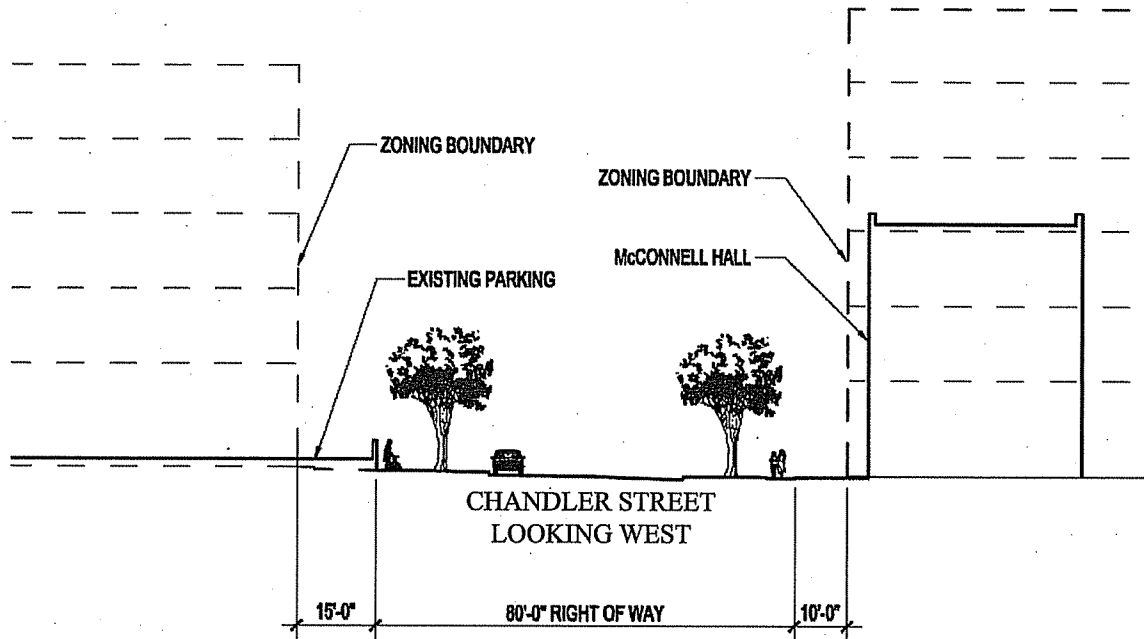 ZONING BOUNDARY
ZONING BOUNDARY
McCONNELL HALL
EXISTING PARKING
CHANDLER STREET
LOOKING WEST
15'-0" 80'-0" RIGHT OF WAY 10'-0"